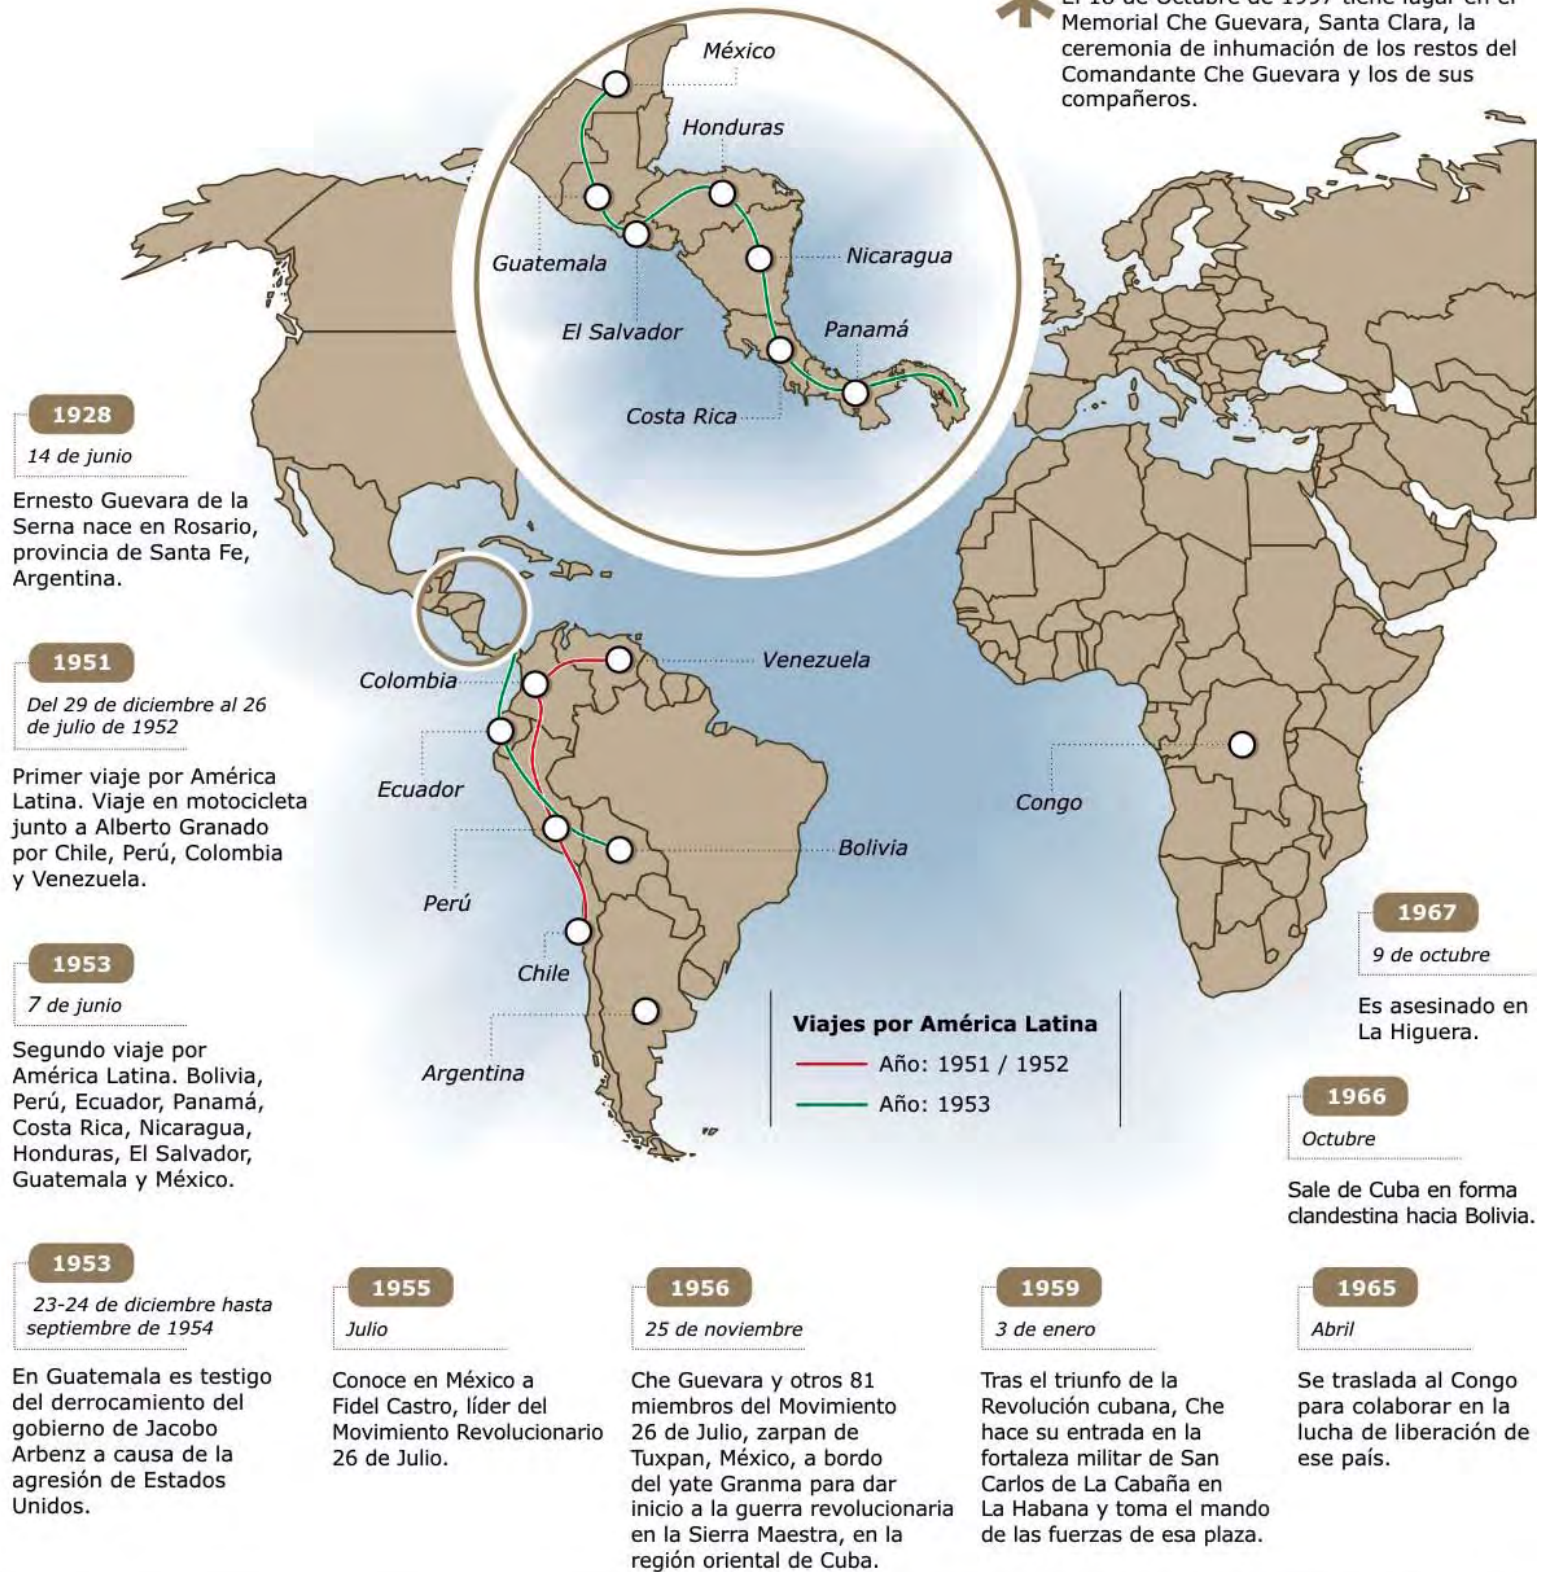 El 18 de Octubre de 1997 tiene lugar en el
Memorial Che Guevara, Santa Clara, la
ceremonia de inhumación de los restos del
Comandante Che Guevara y los de sus
compañeros.
México
Honduras
Guatemala
Nicaragua
El Salvador
Panamá
Costa Rica
1928
14 de junio
Ernesto Guevara de la
Serna nace en Rosario,
provincia de Santa Fe,
Argentina.
1951
Del 29 de diciembre al 26
de julio de 1952
Primer viaje por América
Latina. Viaje en motocicleta
junto a Alberto Granado
por Chile, Perú, Colombia
y Venezuela.
1953
7 de junio
Segundo viaje por
América Latina. Bolivia,
Perú, Ecuador, Panamá,
Costa Rica, Nicaragua,
Honduras, El Salvador,
Guatemala y México.
Venezuela
Colombia
Ecuador
Congo
Bolivia
Perú
Chile
Argentina
Viajes por América Latina
Año: 1951 / 1952
Año: 1953
1967
9 de octubre
Es asesinado en
La Higuera.
1966
Octubre
Sale de Cuba en forma
clandestina hacia Bolivia.
1953
23-24 de diciembre hasta
septiembre de 1954
En Guatemala es testigo
del derrocamiento del
gobierno de Jacobo
Arbenz a causa de la
agresión de Estados
Unidos.
1955
Julio
Conoce en México a
Fidel Castro, líder del
Movimiento Revolucionario
26 de Julio.
1956
25 de noviembre
Che Guevara y otros 81
miembros del Movimiento
26 de Julio, zarpan de
Tuxpan, México, a bordo
del yate Granma para dar
inicio a la guerra revolucionaria
en la Sierra Maestra, en la
región oriental de Cuba.
1959
3 de enero
Tras el triunfo de la
Revolución cubana, Che
hace su entrada en la
fortaleza militar de San
Carlos de La Cabaña en
La Habana y toma el mando
de las fuerzas de esa plaza.
1965
Abril
Se traslada al Congo
para colaborar en la
lucha de liberación de
ese país.